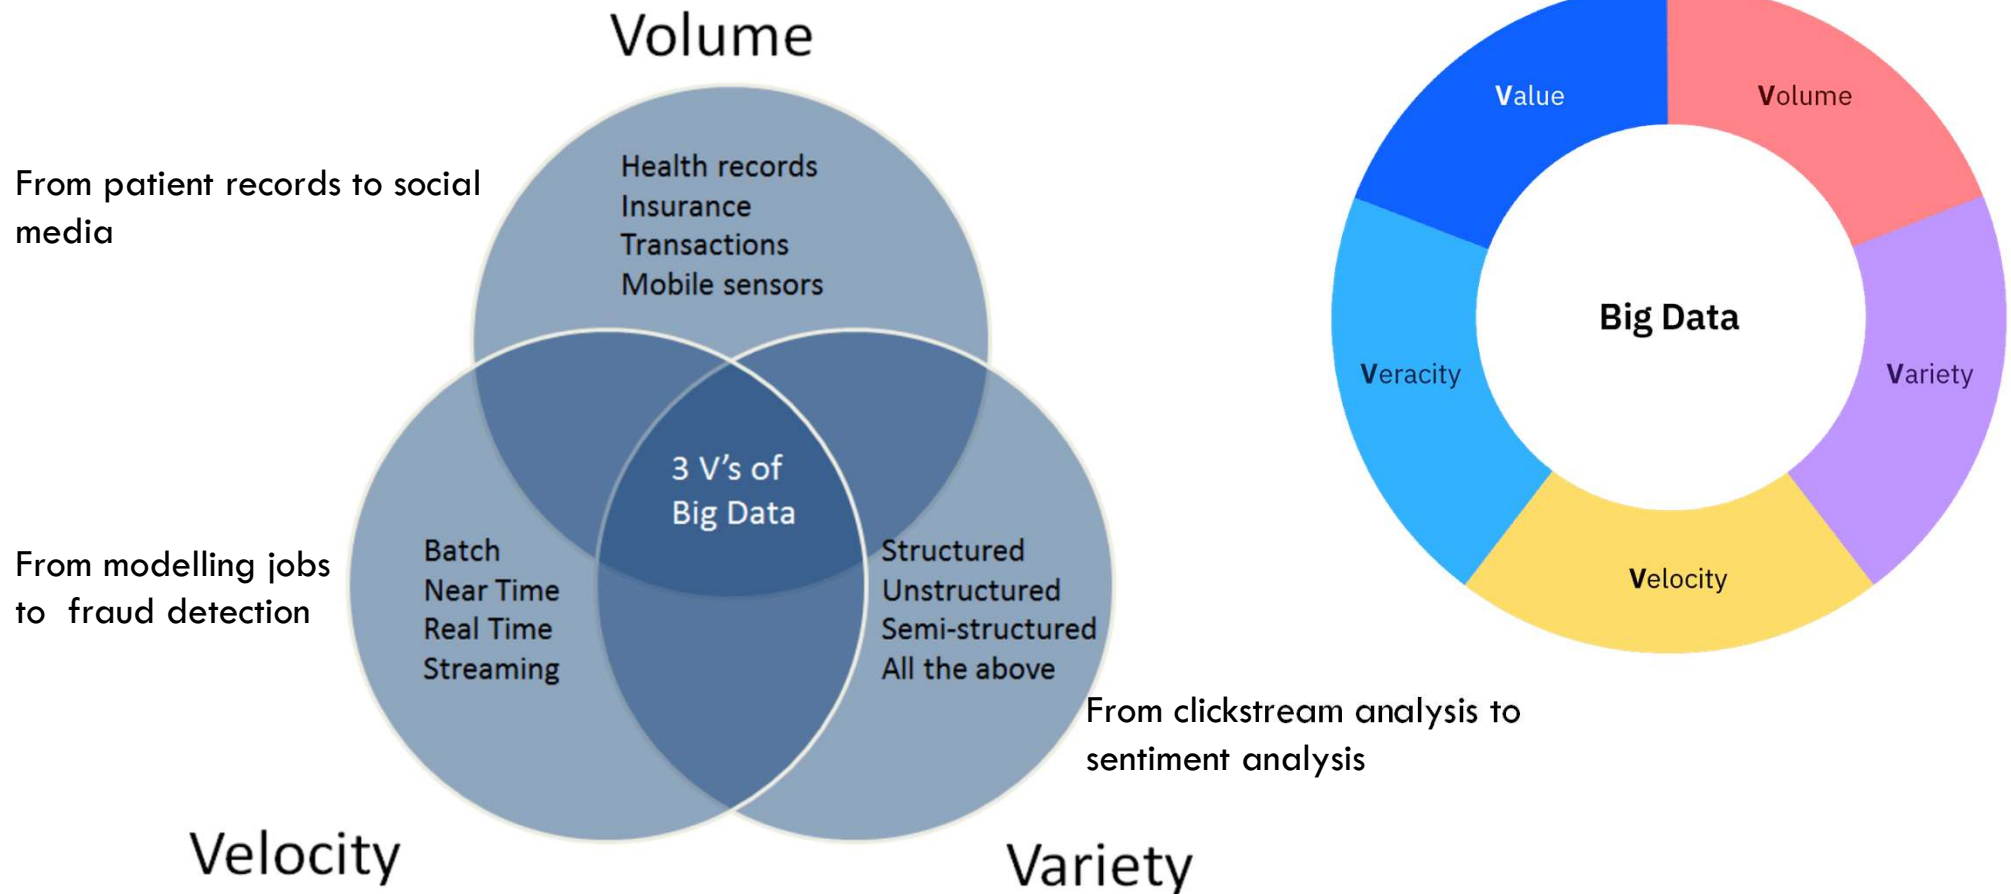 Volume
From patient records to social
media
Health records
Insurance
Transactions
Mobile sensors
3 V's of
Big Data
From modelling jobs
to  fraud detection
Batch
Near Time
Real Time
Streaming
Structured
Unstructured
Semi-structured
All the above
From clickstream analysis to
sentiment analysis
Velocity
Variety
Value
Volume
Big Data
Veracity
Variety
Velocity